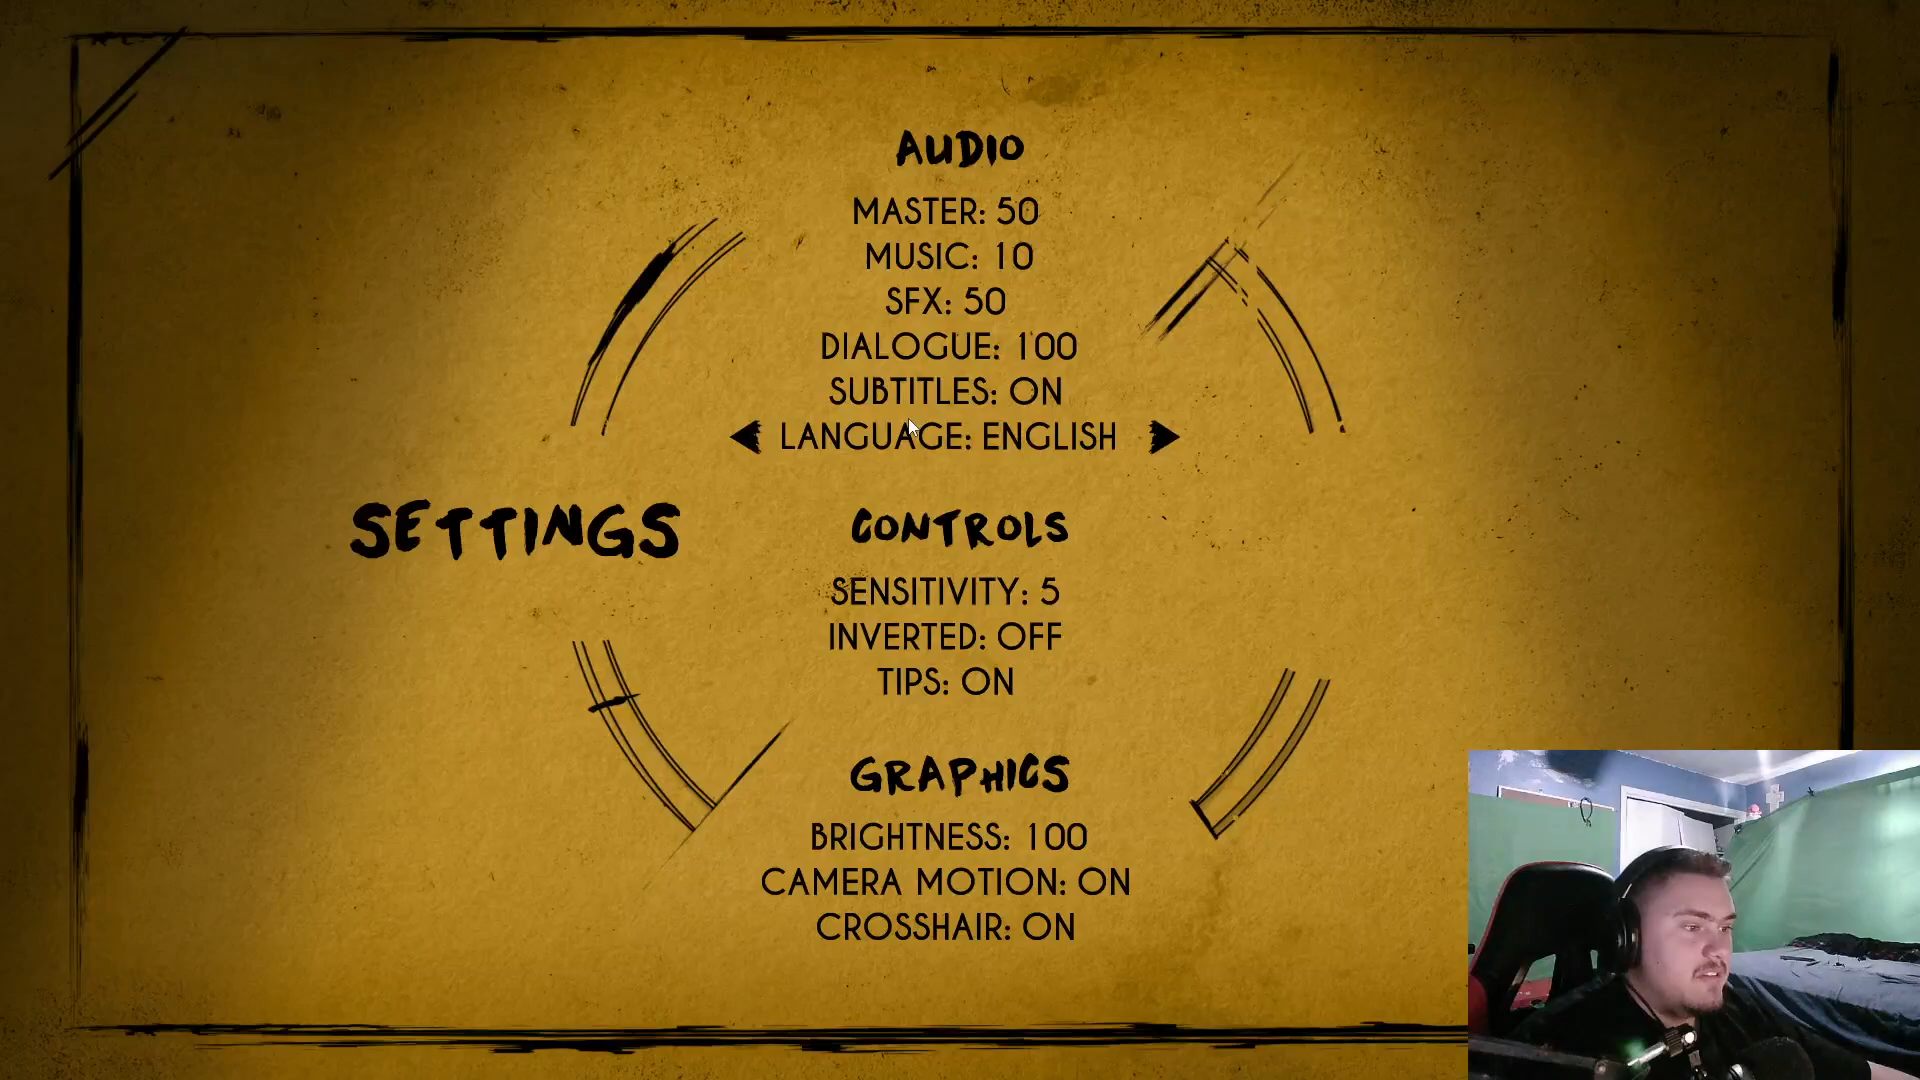 AUDIO
MASTER: 50
MUSIC: 10
SFX: 50
DIALOGUE: 100
SUBTITLES: ON
LANGUAGE: ENGLISH
SETTINGS
CONTROLS
SENSITIVITY: 5
INVERTED: OFF
TIPS: ON
GRAPHICS
BRIGHTNESS: 100
CAMERA MOTION: ON
CROSSHAIR: ON